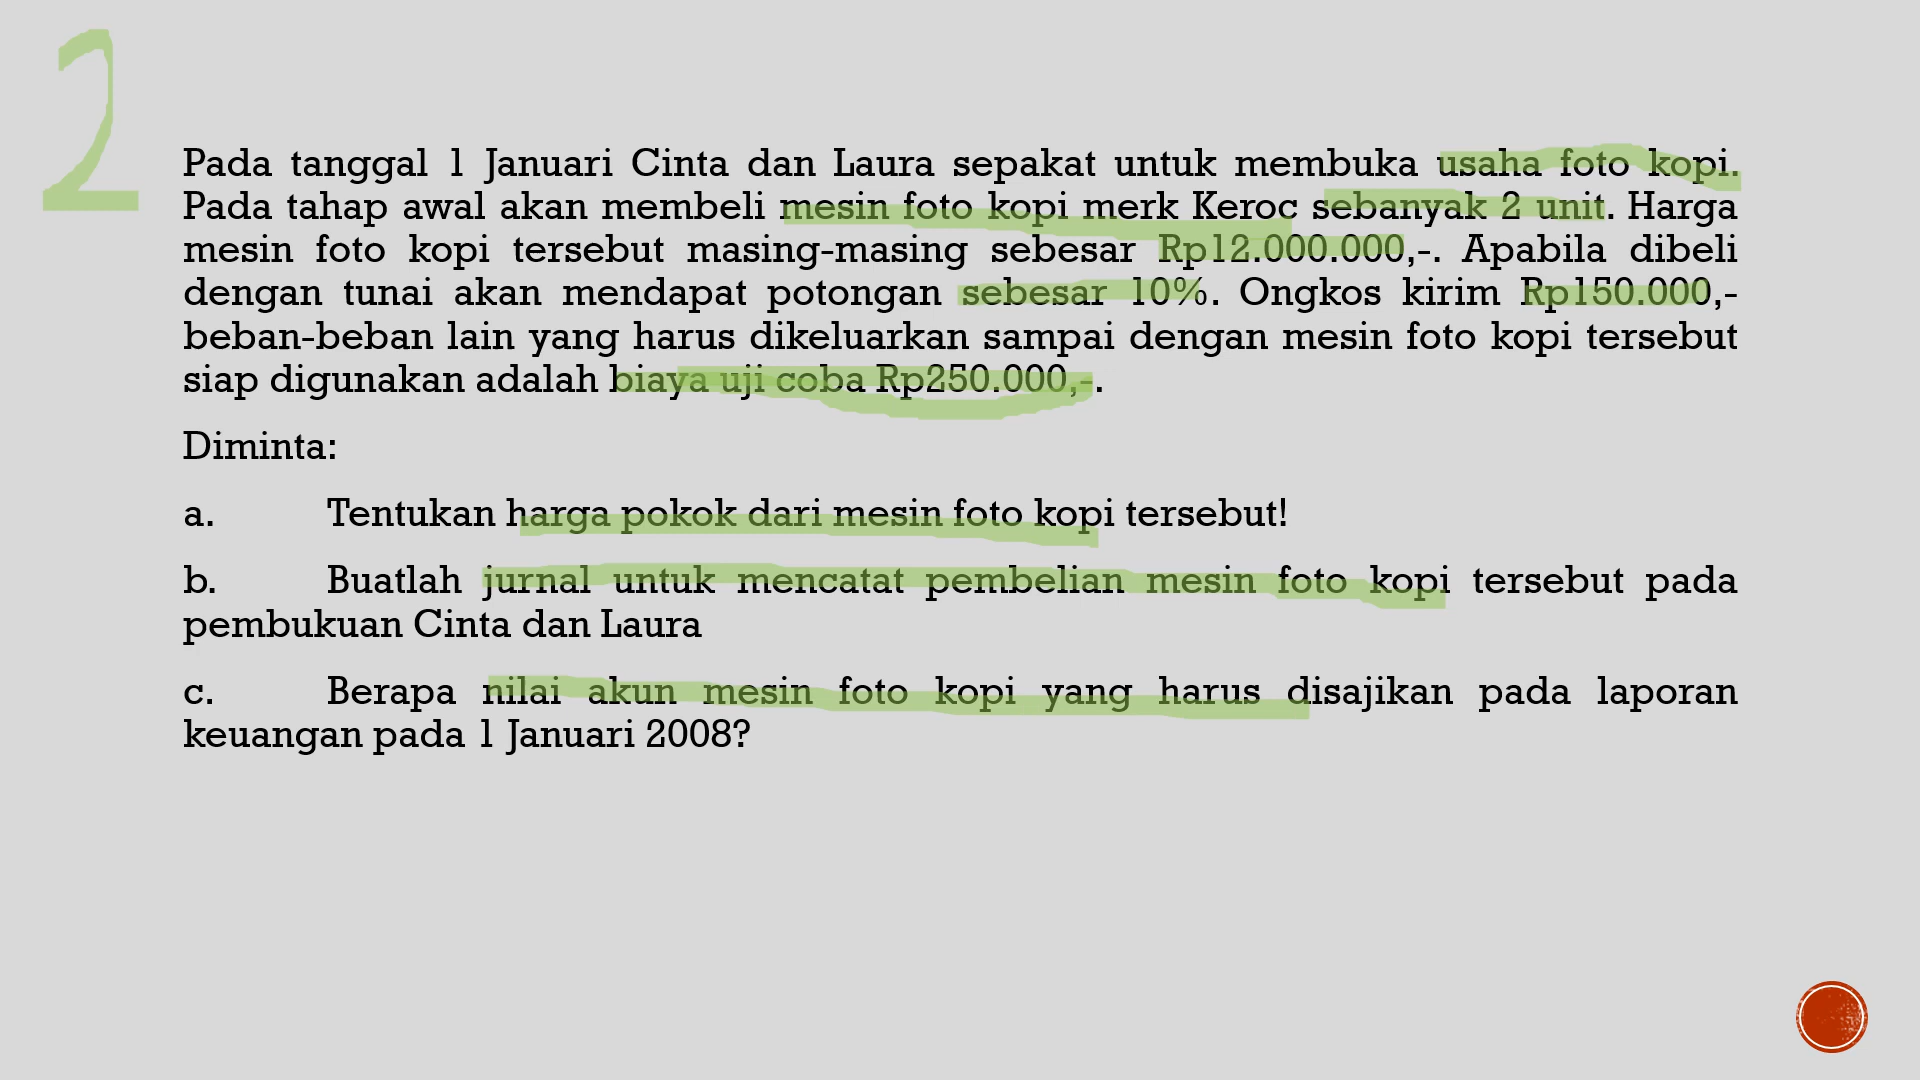 2
Pada tanggal 1 Januari Cinta dan Laura sepakat untuk membuka usaha foto kopi.
Pada tahap awal akan membeli mesin foto kopi merk Keroc sebanyak 2 unit. Harga
mesin foto kopi tersebut masing-masing sebesar Rp12.000.000,-. Apabila dibeli
dengan tunai akan mendapat potongan sebesar 10%. Ongkos kirim Rp150.000,-
beban-beban lain yang harus dikeluarkan sampai dengan mesin foto kopi tersebut
siap digunakan adalah biaya uji coba Rp250.000,-.
Diminta:
a. Tentukan harga pokok dari mesin foto kopi tersebut!
b. Buatlah jurnal untuk mencatat pembelian mesin foto kopi tersebut pada
pembukuan Cinta dan Laura
c. Berapa nilai akun mesin foto kopi yang harus disajikan pada laporan
keuangan pada 1 Januari 2008?